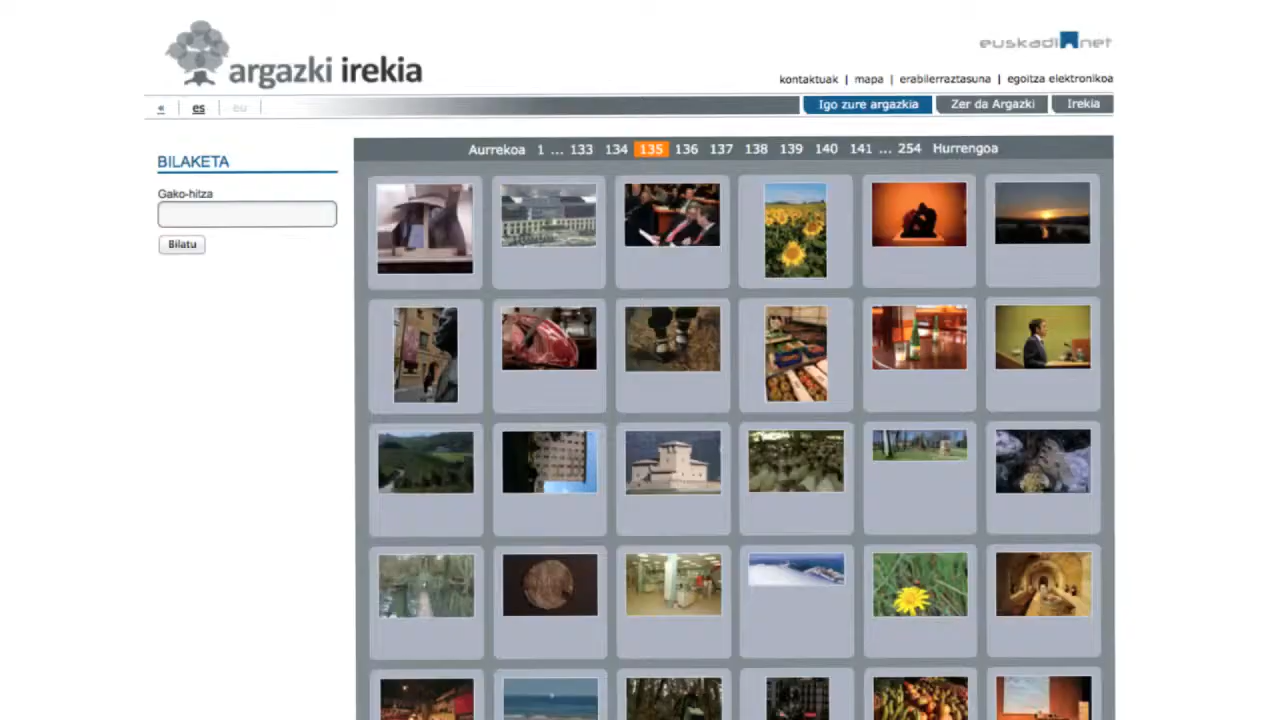 argazki irekia
euskadi net
kontaktuak | mapa | erabilerraztasuna | egoitza elektronikoa
« | es | eu |
Igo zure argazkia Zer da Argazki Irekia
BILAKETA
Aurrekoa 1 ... 133 134 135 136 137 138 139 140 141 ... 254 Hurrengoa
Gako-hitza
Bilatu